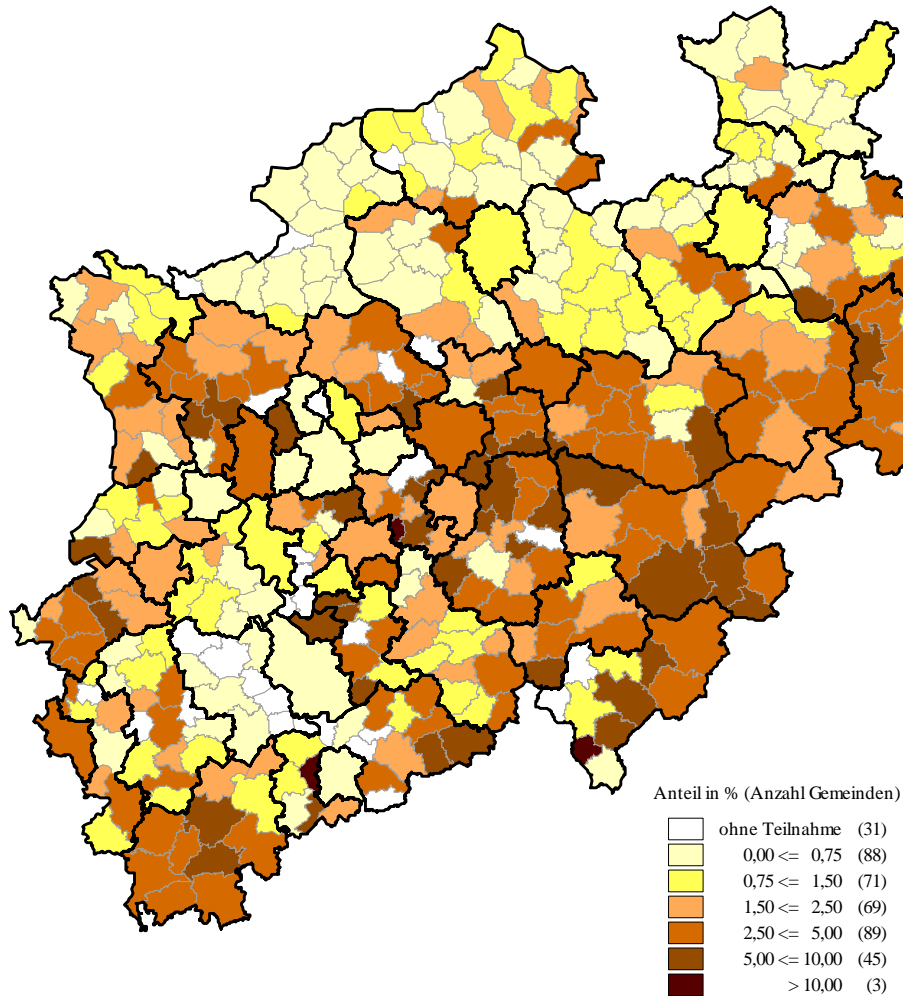 Anteil in % (Anzahl Gemeinden)
ohne Teilnahme (31)
0,00 <= 0,75 (88)
0,75 <= 1,50 (71)
1,50 <= 2,50 (69)
2,50 <= 5,00 (89)
5,00 <= 10,00 (45)
> 10,00 (3)